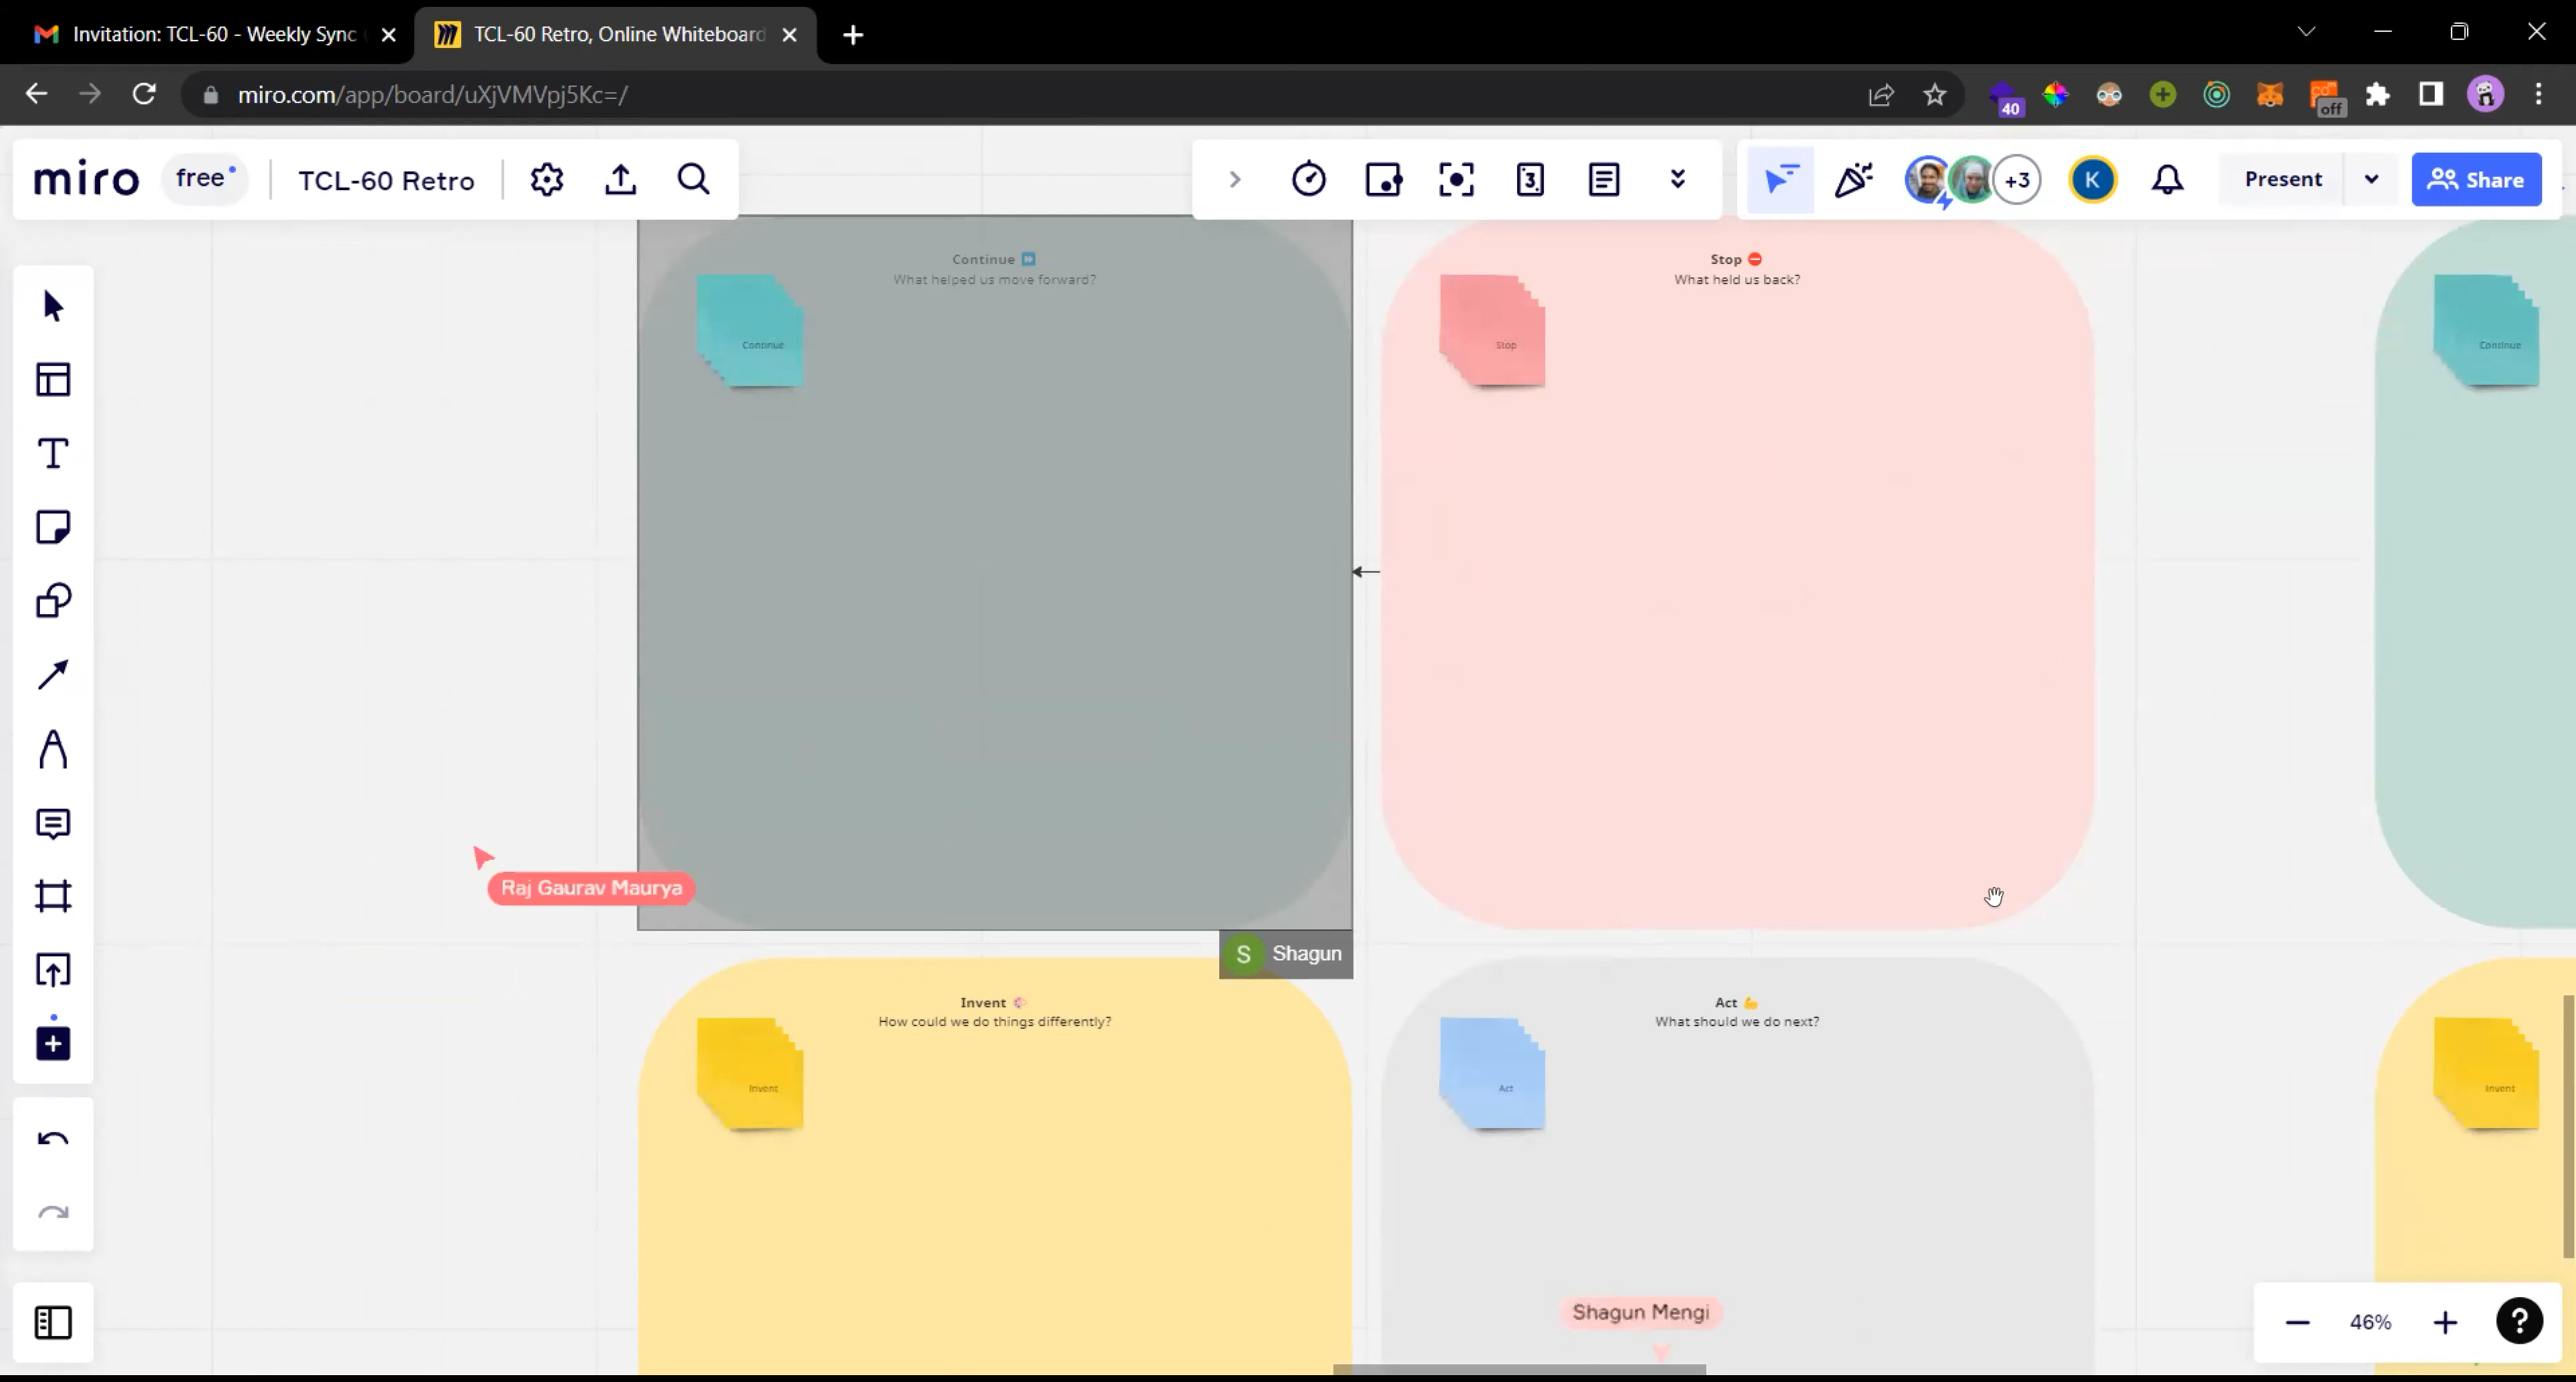 Invitation: TCL-60 - Weekly Sync
TCL-60 Retro, Online Whiteboard
miro.com/app/board/uXjVMVpj5Kc=/
40
off
miro
free
TCL-60 Retro
3
+3
K
Present
Share
Continue
What helped us move forward?
Continue
Stop
What held us back?
Stop
Continue
Raj Gaurav Maurya
S Shagun
Invent
How could we do things differently?
Invent
Act
What should we do next?
Act
Invent
Shagun Mengi
46%
?